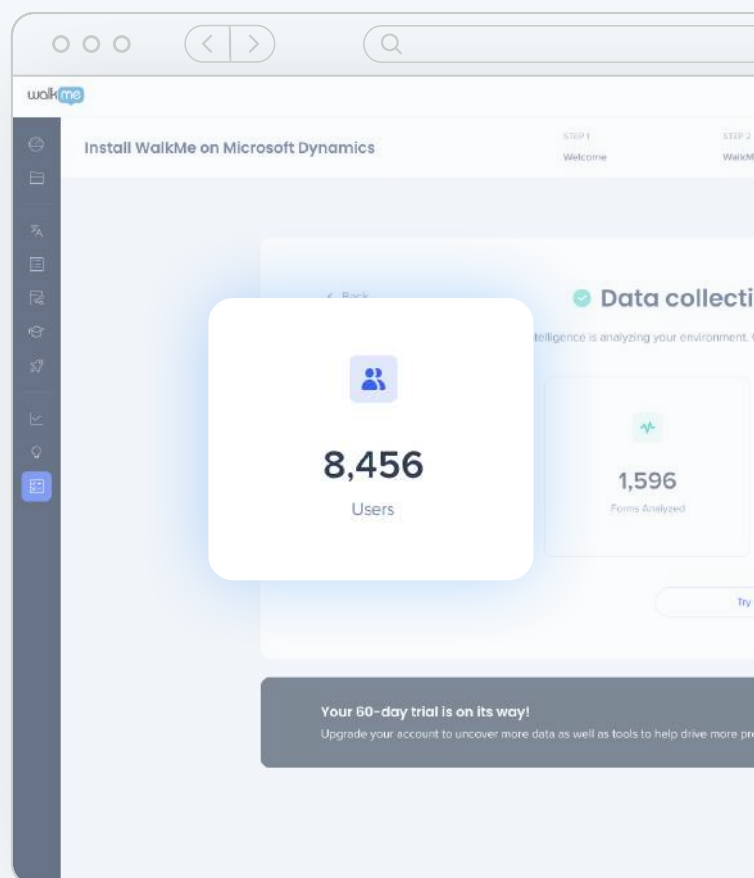 walkme
Install WalkMe on Microsoft Dynamics
STEP 1
Welcome
STEP 2
Back
Data collecti
telligence is analyzing your environment.
8,456
Users
1,596
Forms Analyzed
Try
Your 60-day trial is on its way!
Upgrade your account to uncover more data as well as tools to help drive more pr